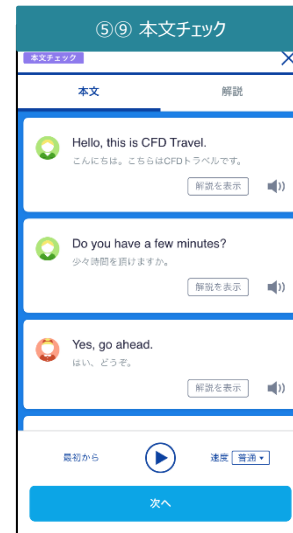 ⑤⑨ 本文チェック
本文チェック
本文
解説
Hello, this is CFD Travel.
こんにちは。こちらはCFDトラベルです。
解説を表示
Do you have a few minutes?
少々時間を頂けますか。
解説を表示
Yes, go ahead.
はい、どうぞ。
解説を表示
最初から
速度 普通▼
次へ